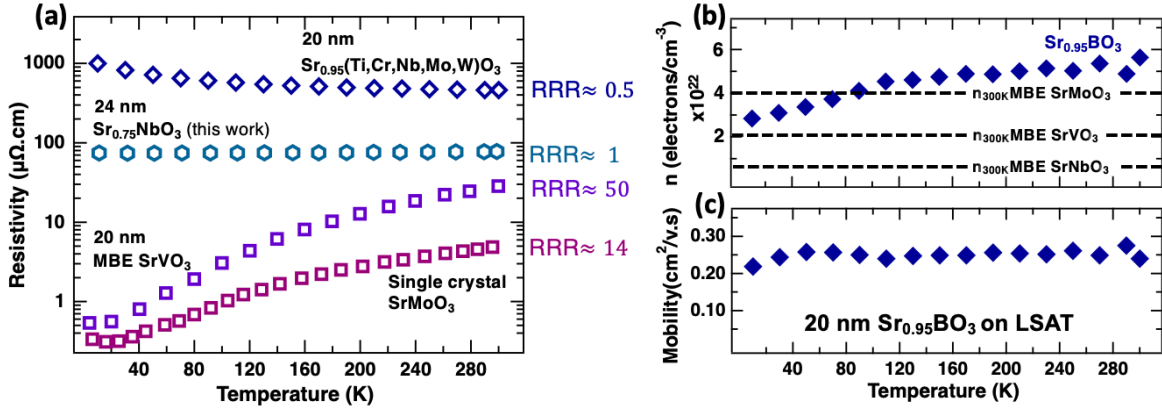 (a)
Resistivity (μΩ.cm)
1000
100
10
1
20 nm
Sr0.95(Ti,Cr,Nb,Mo,W)O3
24 nm
Sr0.75NbO3 (this work)
20 nm
MBE SrVO3
Single crystal
SrMoO3
RRR≈ 0.5
RRR≈ 1
RRR≈ 50
RRR≈ 14
40 80 120 160 200 240 280
Temperature (K)
(b)
n (electrons/cm-3)
x10^22
6
4
2
0
Sr0.95BO3
n300K MBE SrMoO3
n300K MBE SrVO3
n300K MBE SrNbO3
(c)
Mobility(cm2/v.s)
0.30
0.20
0.10
20 nm Sr0.95BO3 on LSAT
40 80 120 160 200 240 280
Temperature (K)